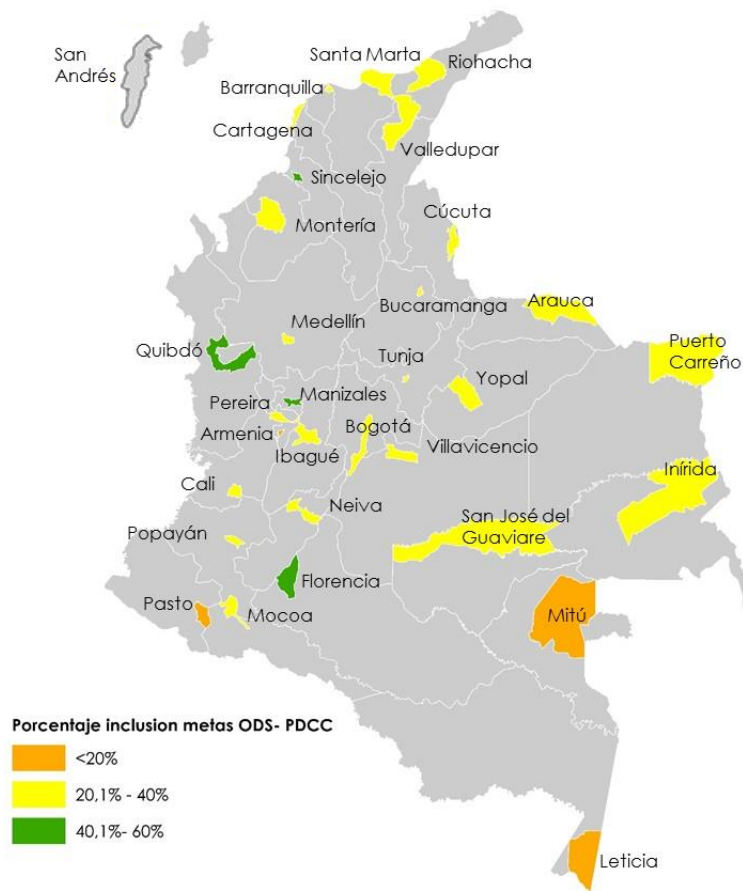 San
Andrés
Santa Marta
Riohacha
Barranquilla
Cartagena
Valledupar
Sincelejo
Cúcuta
Montería
Bucaramanga
Arauca
Medellín
Puerto
Carreño
Quibdó
Tunja
Yopal
Pereira
Manizales
Armenia
Bogotá
Ibagué
Villavicencio
Inírida
Cali
Neiva
San José del
Guaviare
Popayán
Florencia
Pasto
Mocoa
Mitú
Porcentaje inclusion metas ODS- PDCC
<20%
20,1% - 40%
40,1%- 60%
Leticia